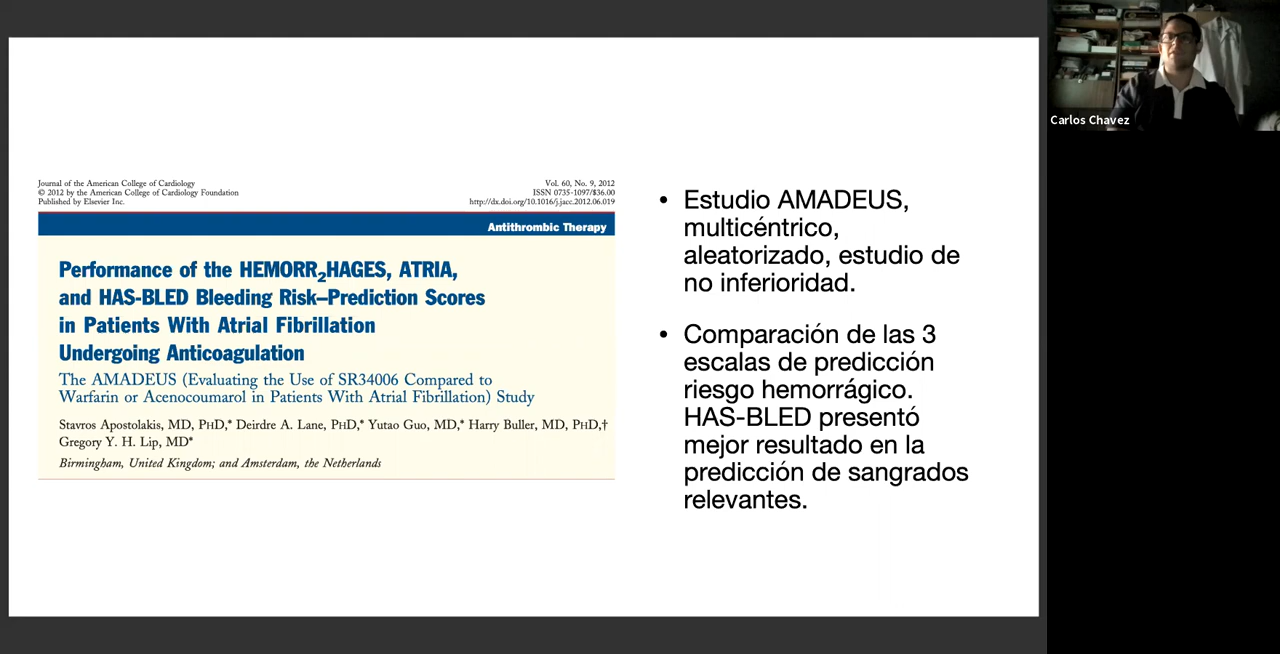 Journal of the American College of Cardiology
© 2012 by the American College of Cardiology Foundation
Published by Elsevier Inc.
Vol. 60, No. 9, 2012
ISSN 0735-1097/$36.00
http://dx.doi.org/10.1016/j.jacc.2012.06.019
Antithrombic Therapy
Performance of the HEMORR₂HAGES, ATRIA,
and HAS-BLED Bleeding Risk–Prediction Scores
in Patients With Atrial Fibrillation
Undergoing Anticoagulation
The AMADEUS (Evaluating the Use of SR34006 Compared to
Warfarin or Acenocoumarol in Patients With Atrial Fibrillation) Study
Stavros Apostolakis, MD, PHD,* Deirdre A. Lane, PHD,* Yutao Guo, MD,* Harry Buller, MD, PHD,†
Gregory Y. H. Lip, MD*
Birmingham, United Kingdom; and Amsterdam, the Netherlands
• Estudio AMADEUS,
multicéntrico,
aleatorizado, estudio de
no inferioridad.
• Comparación de las 3
escalas de predicción
riesgo hemorrágico.
HAS-BLED presentó
mejor resultado en la
predicción de sangrados
relevantes.
Carlos Chavez